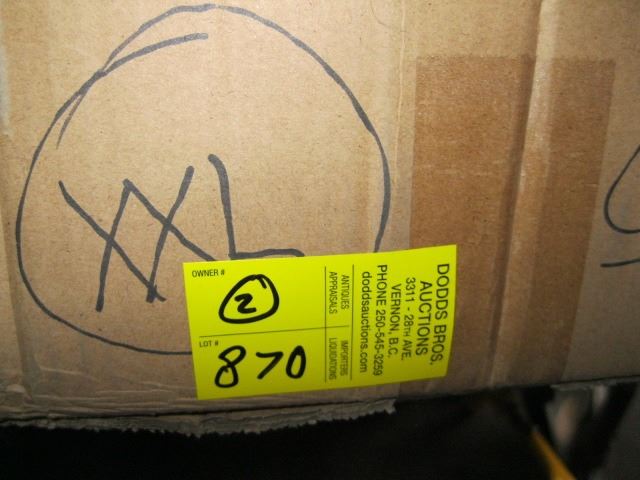 XXL
OWNER #
2
LOT #
870
ANTIQUES
APPRAISALS
IMPORTERS
LIQUIDATIONS
DODDS BROS.
AUCTIONS
3311 - 28TH AVE.
VERNON, B.C.
PHONE 250-545-3259
doddsauctions.com